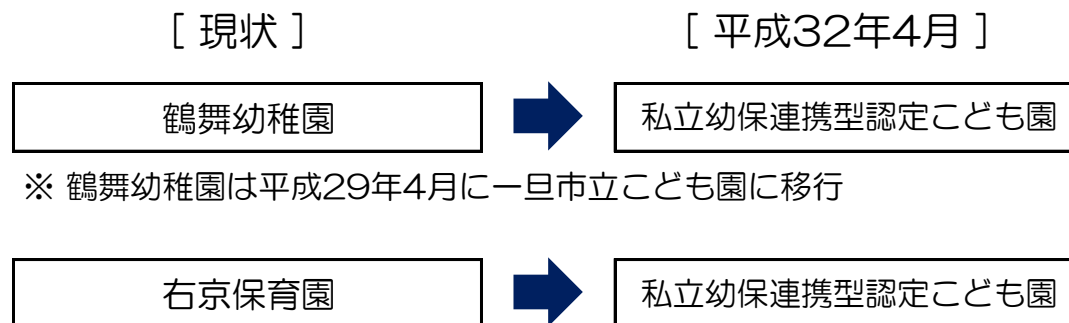 [ 現状 ] [ 平成32年4月 ]
鶴舞幼稚園 私立幼保連携型認定こども園
※ 鶴舞幼稚園は平成29年4月に一旦市立こども園に移行
右京保育園 私立幼保連携型認定こども園